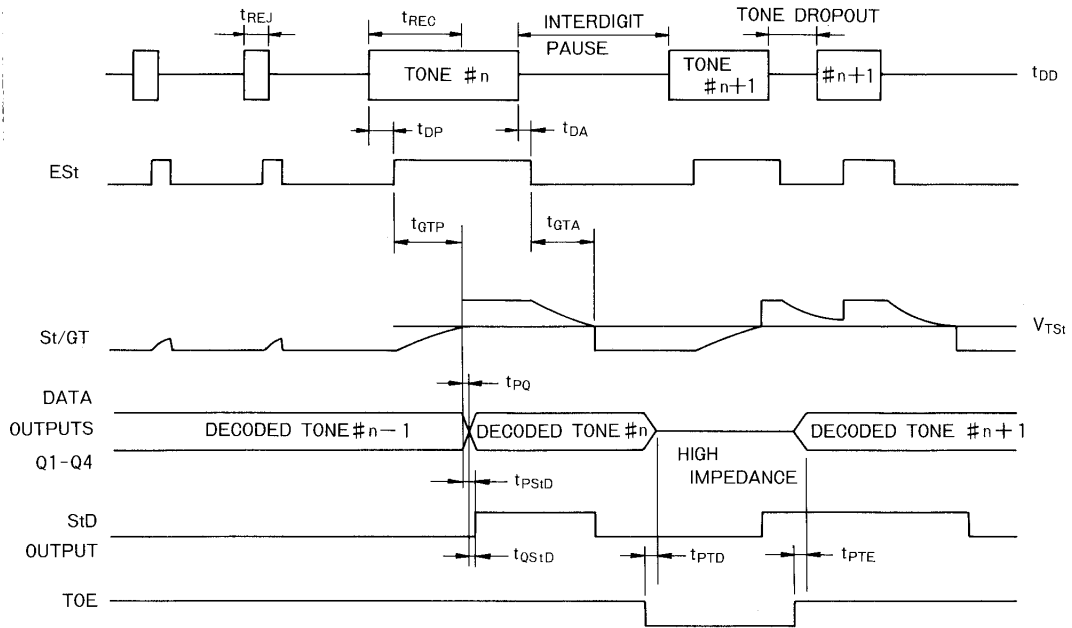 tREJ
tREC
INTERDIGIT
PAUSE
TONE DROPOUT
TONE #n
TONE
#n+1
#n+1
tDD
tDP
tDA
ESt
tGTP
tGTA
St/GT
VTSt
tPQ
DATA
OUTPUTS
Q1-Q4
DECODED TONE#n-1
DECODED TONE#n
DECODED TONE #n+1
HIGH
IMPEDANCE
tPStD
StD
OUTPUT
tQStD
tPTD
tPTE
TOE